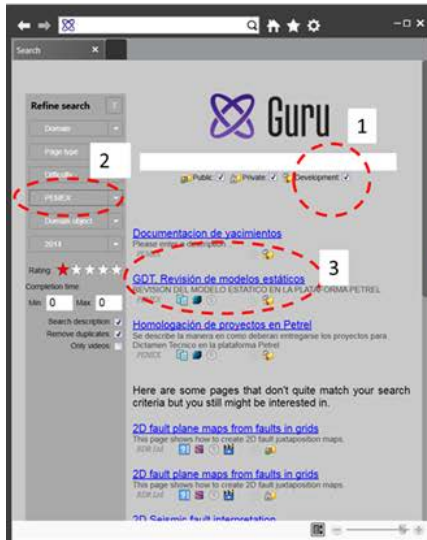 Search
x
Refine search
Guru
1
Domain
Page type
2
Difficulty
PEMEX
Domain object
2014
Public: Private: Development:
Rating:
Completion time:
Min 0 Max 0
Search description:
Remove duplicates:
Only videos:
Documentacion de yacimientos
Please enter a description
PEMEX
3
GDT. Revisión de modelos estáticos
REVISION DEL MODELO ESTATICO EN LA PLATAFORMA PETREL
PEMEX
Homologación de proyectos en Petrel
Se describe la manera en como deberan entregarse los proyectos para
Dictamen Tecnico en la plataforma Petrel
PEMEX
Here are some pages that don't quite match your search
criteria but you still might be interested in.
2D fault plane maps from faults in grids
This page shows how to create 2D fault juxtaposition maps.
2D fault plane maps from faults in grids
This page shows how to create 2D fault juxtaposition maps.
2D Seismic fault interpretation